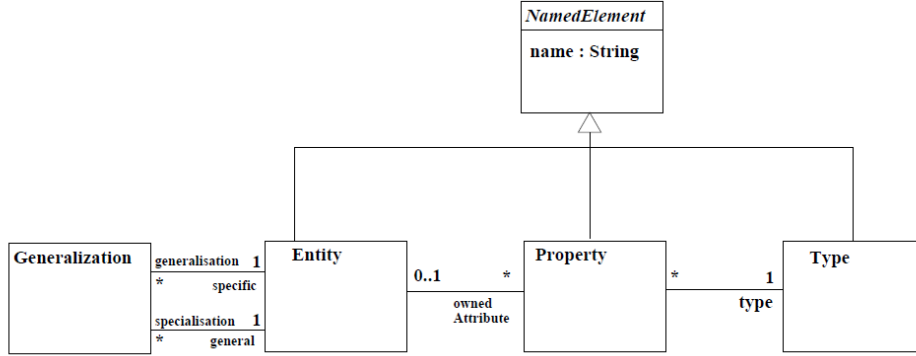 NamedElement
name : String
Generalization
generalisation 1
* specific
specialisation 1
* general
Entity
0..1 *
owned
Attribute
Property
* 1
type
Type